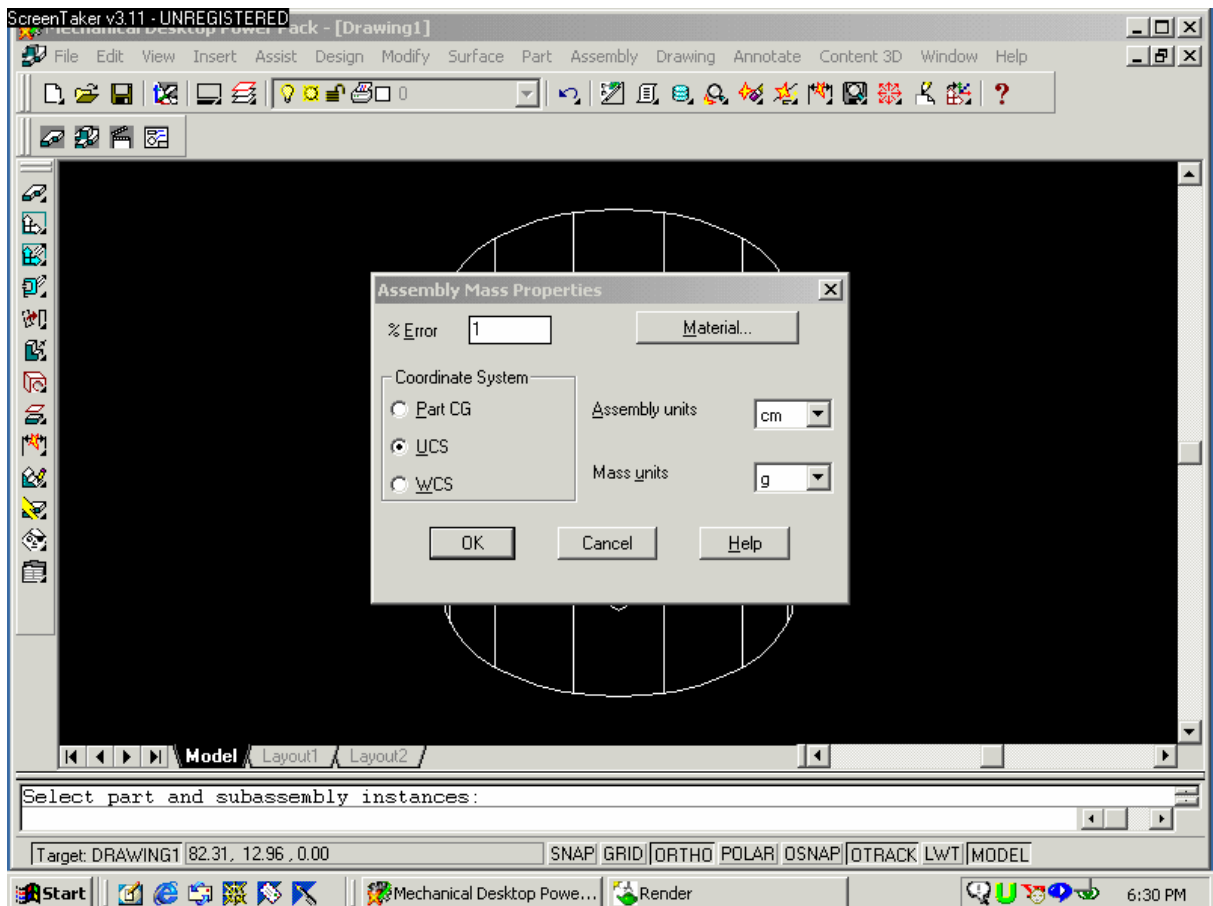 ScreenTaker v3.11 - UNREGISTERED
Mechanical Desktop Power Pack - [Drawing1]
File Edit View Insert Assist Design Modify Surface Part Assembly Drawing Annotate Content 3D Window Help
0
?
Assembly Mass Properties
% Error 1 Material...
Coordinate System
Part CG Assembly units cm
UCS
Mass units g
WCS
OK Cancel Help
Model Layout1 Layout2
Select part and subassembly instances:
Target: DRAWING1 82.31, 12.96 , 0.00 SNAP GRID ORTHO POLAR OSNAP OTRACK LWT MODEL
Start Mechanical Desktop Powe... Render 6:30 PM